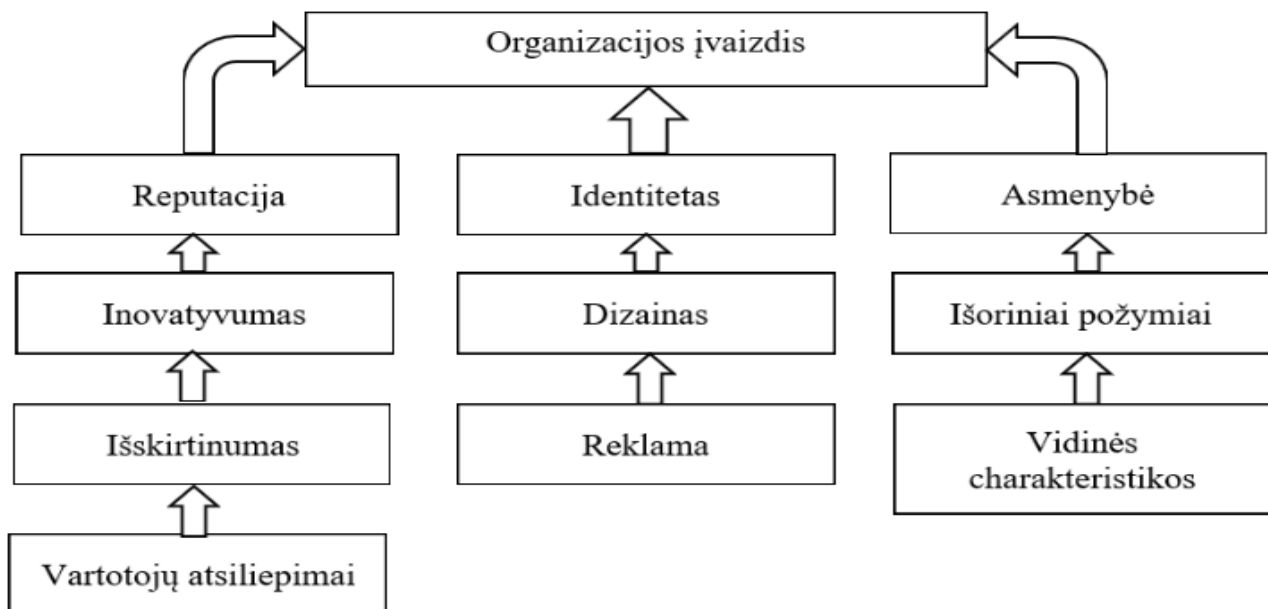 Organizacijos įvaizdis
Reputacija
Identitetas
Asmenybė
Inovatyvumas
Dizainas
Išoriniai požymiai
Išskirtinumas
Reklama
Vidinės
charakteristikos
Vartotojų atsiliepimai